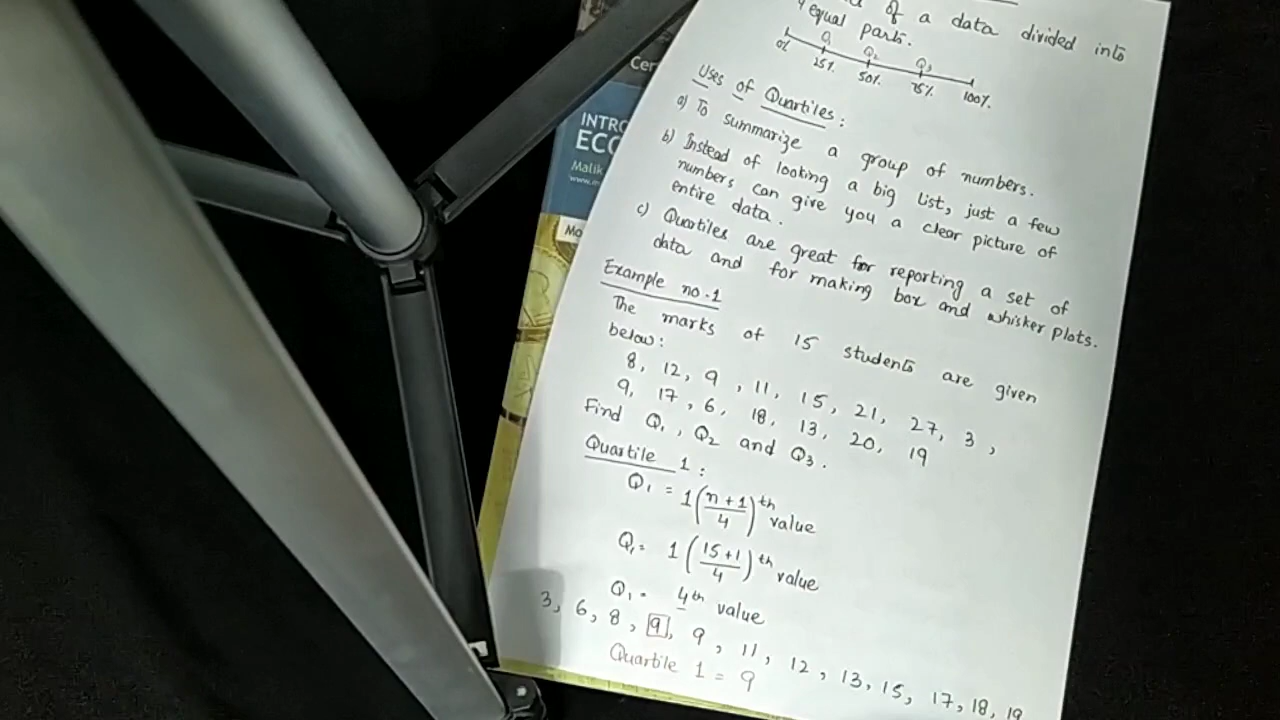 of a data divided into
4 equal parts.
Q1 Q2 Q3
0% 25% 50% 75% 100%
Uses of Quartiles:
a) To summarize a group of numbers.
b) Instead of looking a big list, just a few
numbers can give you a clear picture of
entire data.
c) Quartiles are great for reporting a set of
data and for making box and whisker plots.
Example no.1
The marks of 15 students are given
below:
8, 12, 9, 11, 15, 21, 27, 3,
9, 17, 6, 18, 13, 20, 19
Find Q1, Q2 and Q3.
Quartile 1:
Q1 = 1(n+1/4)th value
Q1 = 1(15+1/4)th value
Q1 = 4th value
3, 6, 8, 9, 9, 11, 12, 13, 15, 17, 18, 19
Quartile 1 = 9
INTRO
ECO
Malik
Mo
Cer